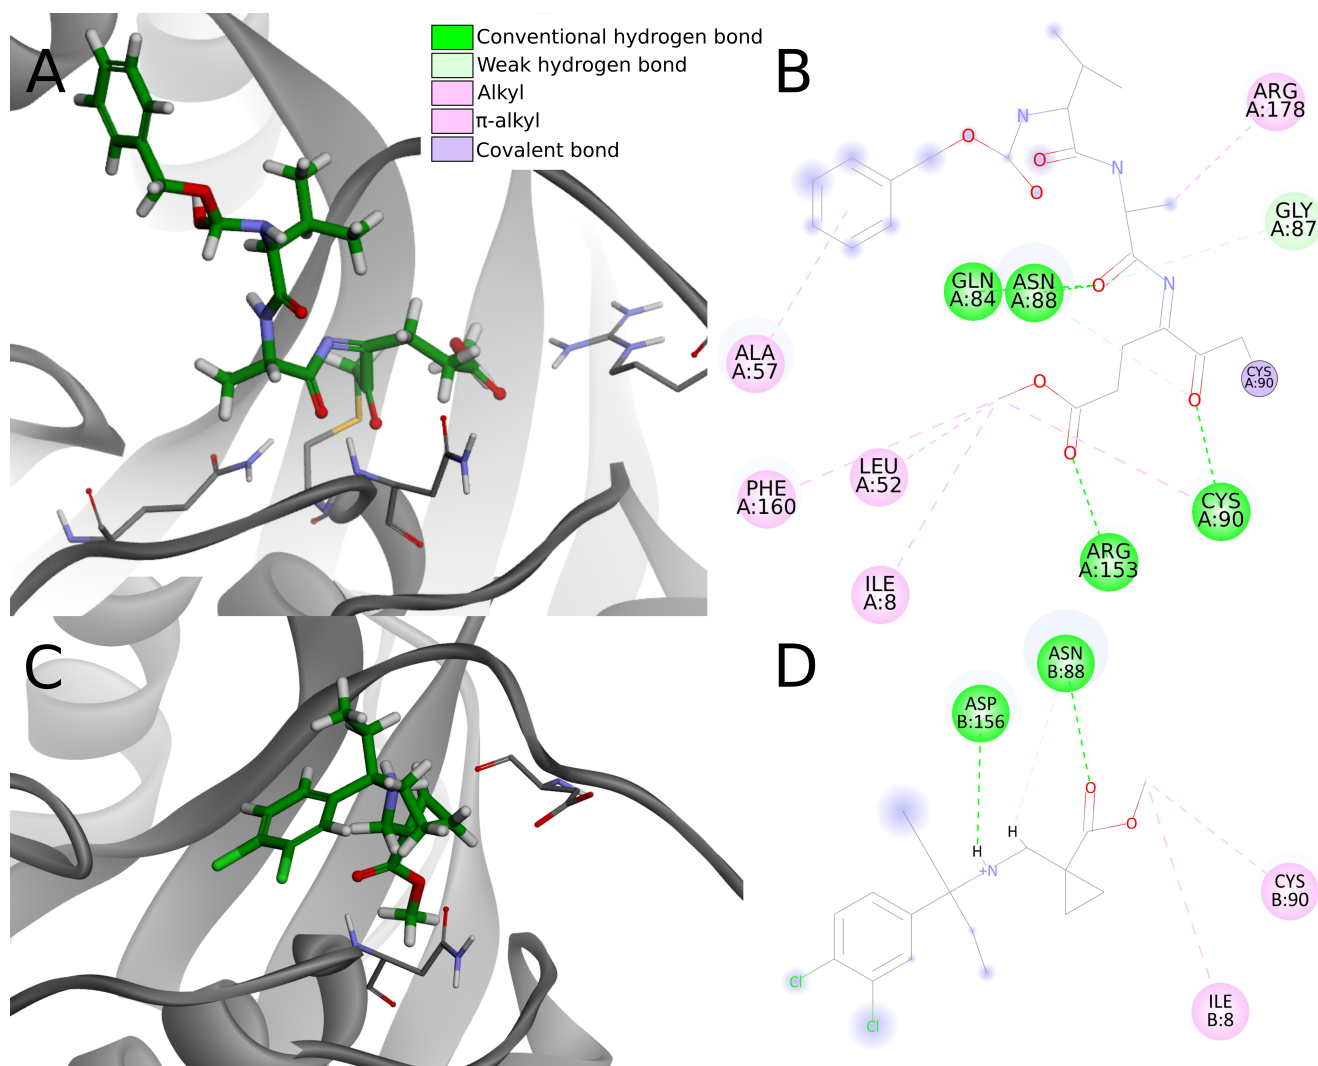 A
Conventional hydrogen bond
Weak hydrogen bond
Alkyl
π-alkyl
Covalent bond
B
ARG
A:178
GLY
A:87
N
O
O
O
N
GLN
A:84
ASN
A:88
O
N
ALA
A:57
CYS
A:90
O
O
O
PHE
A:160
LEU
A:52
CYS
A:90
ARG
A:153
ILE
A:8
C
D
ASN
B:88
ASP
B:156
O
O
H
H
+N
CYS
B:90
Cl
Cl
ILE
B:8